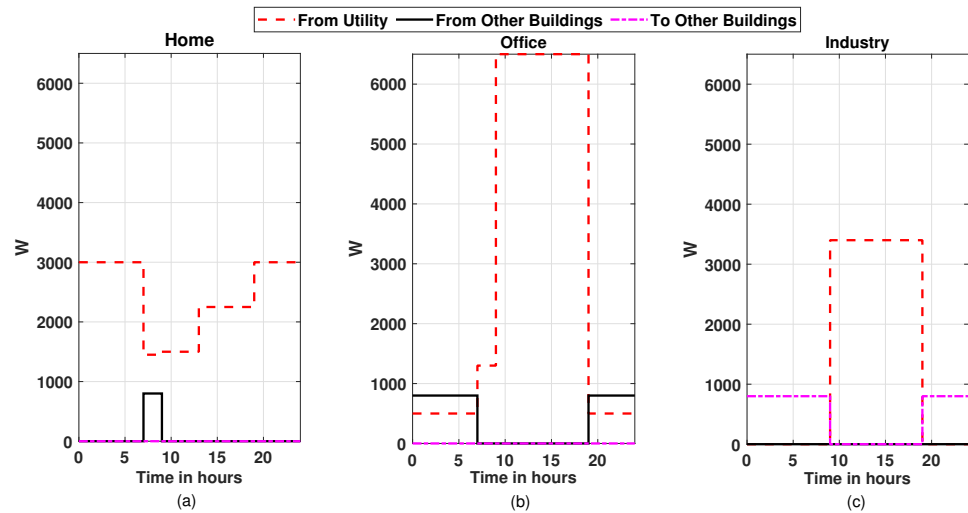 From Utility From Other Buildings To Other Buildings
Home
6000
5000
4000
3000
2000
1000
0
W
0 5 10 15 20
Time in hours
(a)
Office
6000
5000
4000
3000
2000
1000
0
W
0 5 10 15 20
Time in hours
(b)
Industry
6000
5000
4000
3000
2000
1000
0
W
0 5 10 15 20
Time in hours
(c)